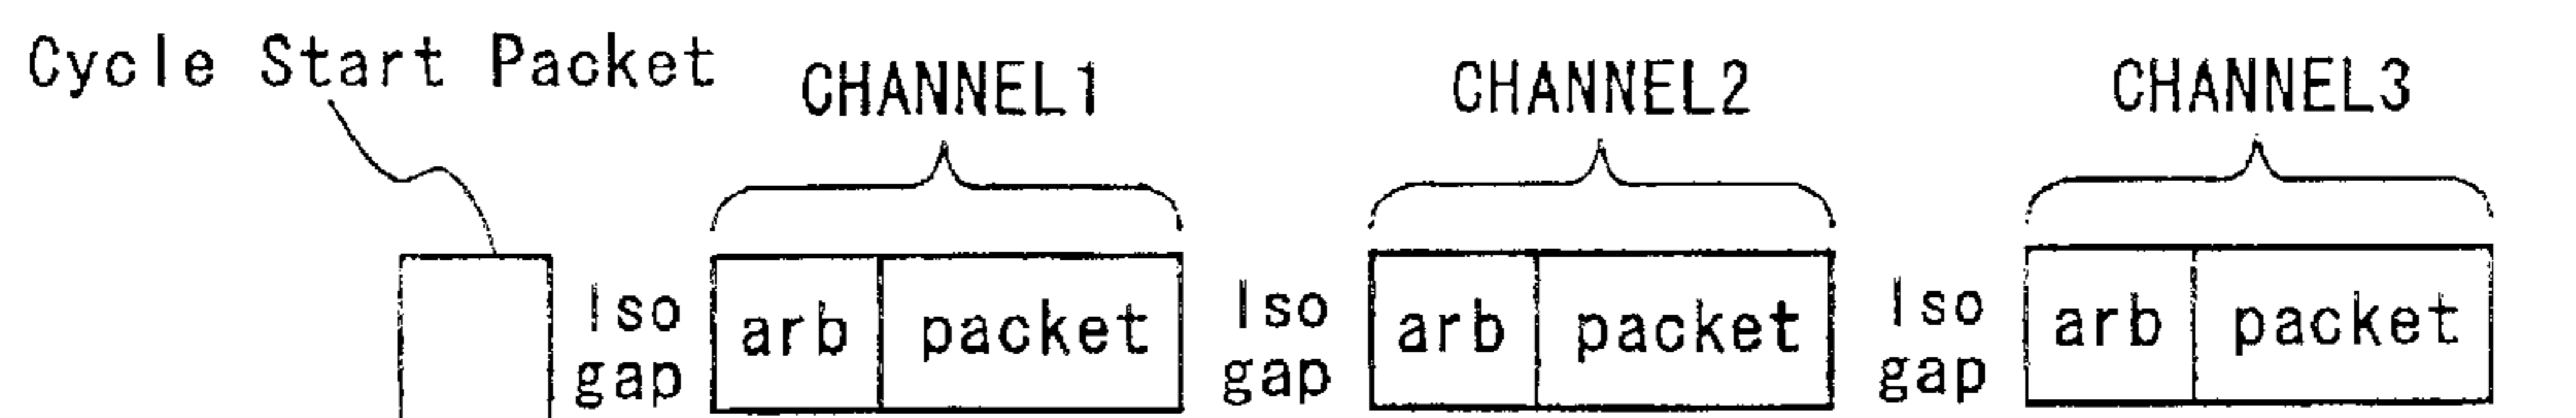 Cycle Start Packet
CHANNEL1
CHANNEL2
CHANNEL3
Iso
gap
arb
packet
Iso
gap
arb
packet
Iso
gap
arb
packet